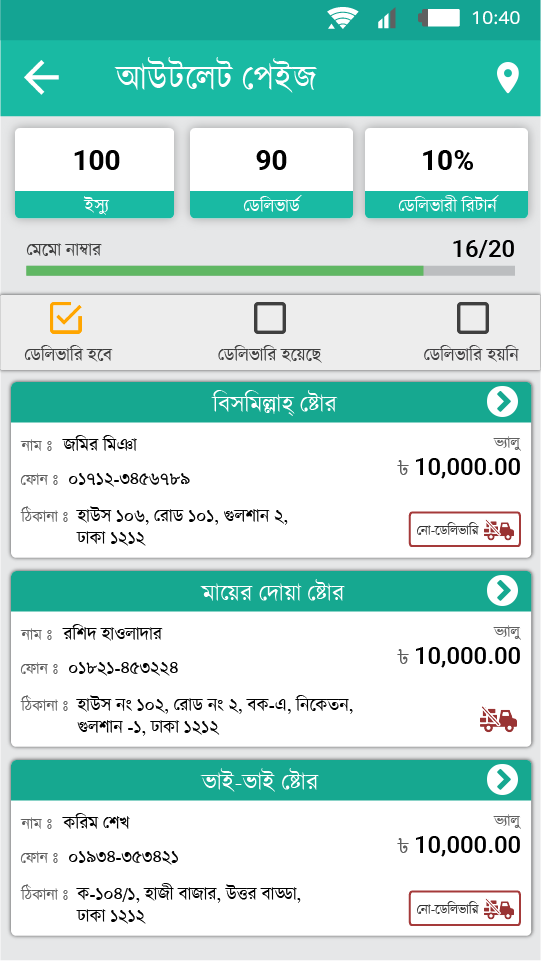 10:40
আউটলেট পেইজ
100
90
10%
ইস্যু
ডেলিভার্ড
ডেলিভারী রিটার্ন
মেমো নাম্বার
16/20
ডেলিভারি হবে
ডেলিভারি হয়েছে
ডেলিভারি হয়নি
বিসমিল্লাহ্ ষ্টোর
নাম ঃ জমির মিঞা
ভ্যালু
৳ 10,000.00
ফোন ঃ ০১৭১২-৩৪৫৬৭৮৯
ঠিকানা ঃ হাউস ১০৬, রোড ১০১, গুলশান ২,
ঢাকা ১২১২
নো-ডেলিভারি
মায়ের দোয়া ষ্টোর
নাম ঃ রশিদ হাওলাদার
ভ্যালু
৳ 10,000.00
ফোন ঃ ০১৮২১-৪৫৩২২৪
ঠিকানা ঃ হাউস নং ১০২, রোড নং ২, বক-এ, নিকেতন,
গুলশান -১, ঢাকা ১২১২
ভাই-ভাই ষ্টোর
নাম ঃ করিম শেখ
ভ্যালু
৳ 10,000.00
ফোন ঃ ০১৯৩৪-৩৫৩৪২১
ঠিকানা ঃ ক-১০৪/১, হাজী বাজার, উত্তর বাড্ডা,
ঢাকা ১২১২
নো-ডেলিভারি